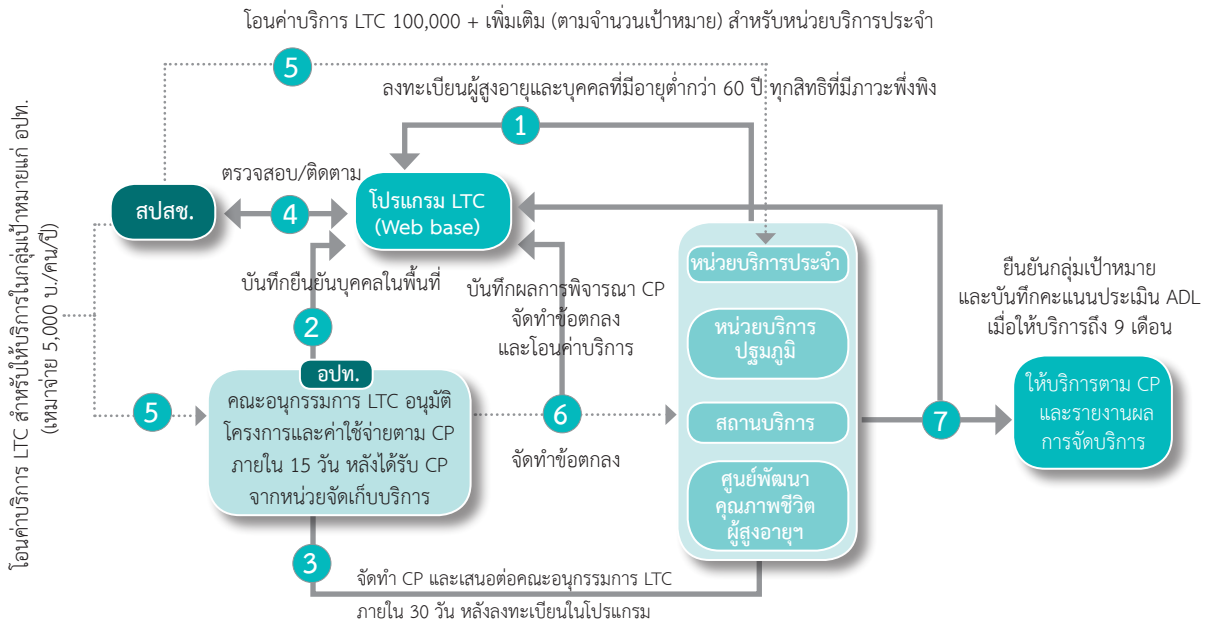 โอนค่าบริการ LTC 100,000 + เพิ่มเติม (ตามจำนวนเป้าหมาย) สำหรับหน่วยบริการประจำ
5
ลงทะเบียนผู้สูงอายุและบุคคลที่มีอายุต่ำกว่า 60 ปี ทุกสิทธิที่มีภาวะพึ่งพิง
1
โอนค่าบริการ LTC สำหรับให้บริการในกลุ่มเป้าหมายแก่ อปท.
(เหมาจ่าย 5,000 บ./คน/ปี)
ตรวจสอบ/ติดตาม
สปสช.
4
โปรแกรม LTC
(Web base)
บันทึกยืนยันบุคคลในพื้นที่
2
บันทึกผลการพิจารณา CP
จัดทำข้อตกลง
และโอนค่าบริการ
หน่วยบริการประจำ
หน่วยบริการ
ปฐมภูมิ
สถานบริการ
ศูนย์พัฒนา
คุณภาพชีวิต
ผู้สูงอายุฯ
ยืนยันกลุ่มเป้าหมาย
และบันทึกคะแนนประเมิน ADL
เมื่อให้บริการถึง 9 เดือน
อปท.
คณะอนุกรรมการ LTC อนุมัติ
โครงการและค่าใช้จ่ายตาม CP
ภายใน 15 วัน หลังได้รับ CP
จากหน่วยจัดเก็บบริการ
5
6
จัดทำข้อตกลง
7
ให้บริการตาม CP
และรายงานผล
การจัดบริการ
3
จัดทำ CP และเสนอต่อคณะอนุกรรมการ LTC
ภายใน 30 วัน หลังลงทะเบียนในโปรแกรม